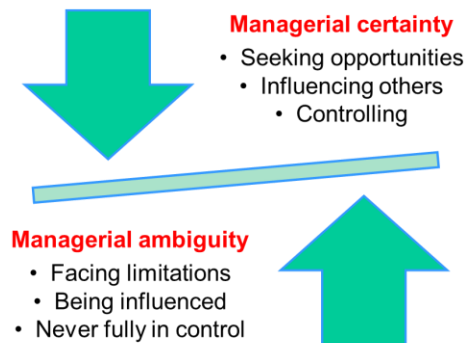 Managerial certainty
• Seeking opportunities
• Influencing others
• Controlling
Managerial ambiguity
• Facing limitations
• Being influenced
• Never fully in control